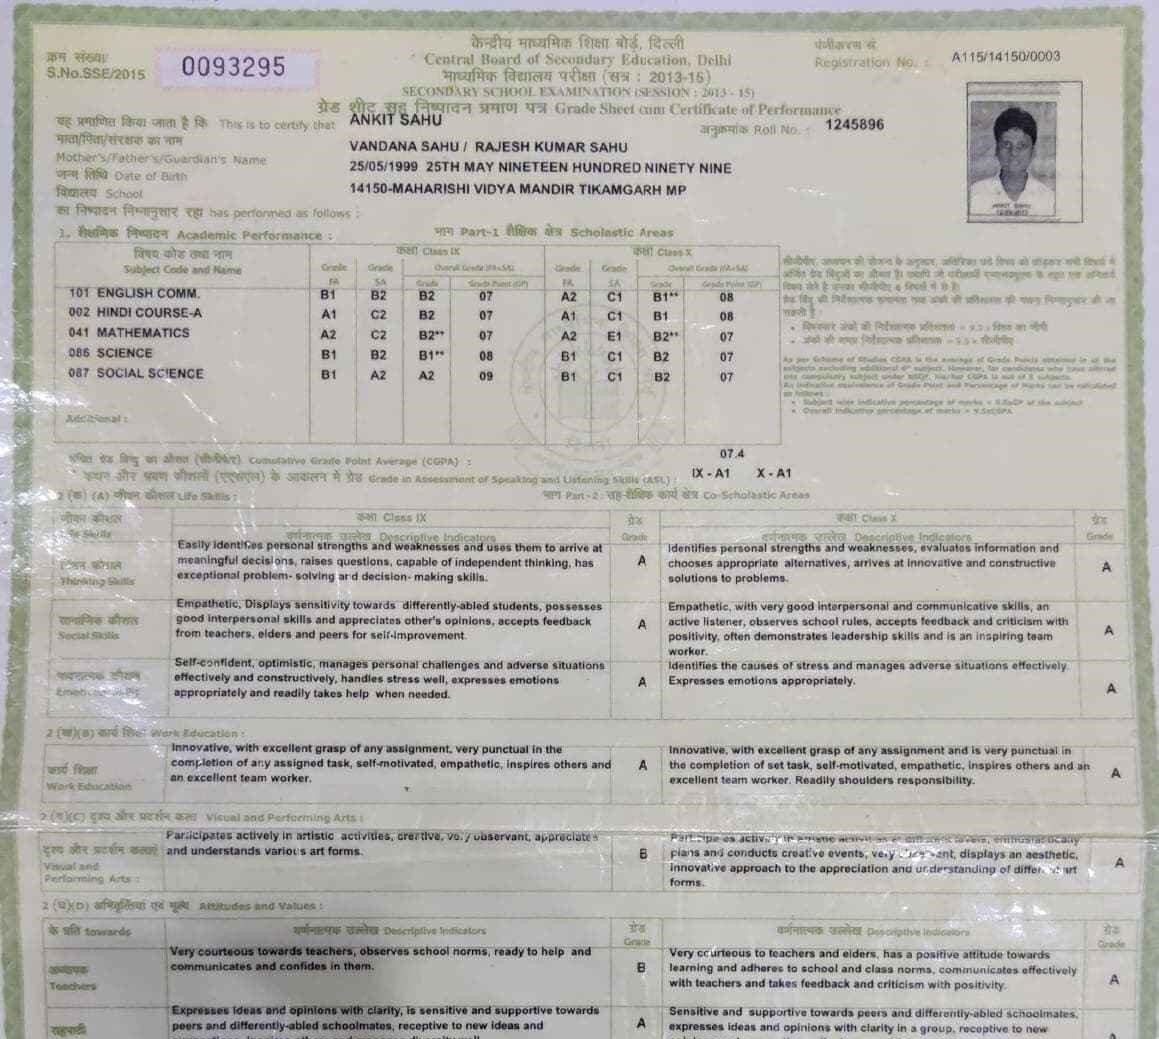 केन्द्रीय माध्यमिक शिक्षा बोर्ड, दिल्ली
Central Board of Secondary Education, Delhi
क्रम संख्या/
S.No.SSE/2015 0093295
पंजीकरण सं.
Registration No. : A115/14150/0003
माध्यमिक विद्यालय परीक्षा (सत्र : 2013-15)
SECONDARY SCHOOL EXAMINATION (SESSION : 2013 - 15)
ग्रेड शीट सह निष्पादन प्रमाण पत्र Grade Sheet cum Certificate of Performance
यह प्रमाणित किया जाता है कि This is to certify that ANKIT SAHU
अनुक्रमांक Roll No. : 1245896
माता/पिता/संरक्षक का नाम
Mother's/Father's/Guardian's Name VANDANA SAHU / RAJESH KUMAR SAHU
जन्म तिथि Date of Birth 25/05/1999 25TH MAY NINETEEN HUNDRED NINETY NINE
विद्यालय School 14150-MAHARISHI VIDYA MANDIR TIKAMGARH MP
का निष्पादन निम्नानुसार रहा has performed as follows :
ANKIT SAHU
1. शैक्षमिक निष्पादन Academic Performance : भाग Part-1 शैक्षिक क्षेत्र Scholastic Areas
विषय कोड तथा नाम कक्षा Class IX कक्षा Class X
Subject Code and Name Grade Grade Overall Grade (FA+SA) Grade Grade Overall Grade (FA+SA)
FA SA Grade Grade Point (GP) FA SA Grade Grade Point (GP)
101 ENGLISH COMM. B1 B2 B2 07 A2 C1 B1** 08
002 HINDI COURSE-A A1 C2 B2 07 A1 C1 B1 08
041 MATHEMATICS A2 C2 B2** 07 A2 E1 B2** 07
086 SCIENCE B1 B2 B1** 08 B1 C1 B2 07
087 SOCIAL SCIENCE B1 A2 A2 09 B1 C1 B2 07
Additional :
As per Scheme of Studies CGPA is the average of Grade Points obtained in all the
subjects excluding additional 6th subject. However, for candidates who have offered
one compulsory subject under NSQF, his/her CGPA is out of 6 subjects.
An indicative equivalence of Grade Point and Percentage of Marks can be calculated
as follows :
• Subject wise indicative percentage of marks = 9.5xGP of the subject
• Overall indicative percentage of marks = 9.5xCGPA
संचित ग्रेड बिन्दु का औसत (सीजीपीए) Cumulative Grade Point Average (CGPA) : 07.4
कथन और श्रवण कौशलों (एएसएल) के आकलन में ग्रेड Grade in Assessment of Speaking and Listening Skills (ASL) : IX - A1 X - A1
2 (क) (A) जीवन कौशल Life Skills : भाग Part-2 : सह-शैक्षिक कार्य क्षेत्र Co-Scholastic Areas
जीवन कौशल कक्षा Class IX ग्रेड कक्षा Class X ग्रेड
Life Skills वर्णनात्मक उल्लेख Descriptive Indicators Grade वर्णनात्मक उल्लेख Descriptive Indicators Grade
कौशल
Thinking Skills
Easily identifies personal strengths and weaknesses and uses them to arrive at
meaningful decisions, raises questions, capable of independent thinking, has
exceptional problem- solving and decision- making skills.
A
Identifies personal strengths and weaknesses, evaluates information and
chooses appropriate alternatives, arrives at innovative and constructive
solutions to problems.
A
सामाजिक कौशल
Social Skills
Empathetic, Displays sensitivity towards differently-abled students, possesses
good interpersonal skills and appreciates other's opinions, accepts feedback
from teachers, elders and peers for self-improvement.
A
Empathetic, with very good interpersonal and communicative skills, an
active listener, observes school rules, accepts feedback and criticism with
positivity, often demonstrates leadership skills and is an inspiring team
worker.
A
भावनात्मक कौशल
Self-confident, optimistic, manages personal challenges and adverse situations
effectively and constructively, handles stress well, expresses emotions
appropriately and readily takes help when needed.
A
Identifies the causes of stress and manages adverse situations effectively.
Expresses emotions appropriately.
A
2 (ख)(B) कार्य शिक्षा Work Education :
कार्य शिक्षा
Work Education
Innovative, with excellent grasp of any assignment, very punctual in the
completion of any assigned task, self-motivated, empathetic, inspires others and
an excellent team worker.
A
Innovative, with excellent grasp of any assignment and is very punctual in
the completion of set task, self-motivated, empathetic, inspires others and an
excellent team worker. Readily shoulders responsibility.
A
2 (ग)(C) दृश्य और प्रदर्शन कला Visual and Performing Arts :
दृश्य और प्रदर्शन कलाएं
Visual and
Performing Arts :
Participates actively in artistic activities, creative, very observant, appreciates
and understands various art forms.
B
Participates actively in artistic at different levels, enthusiastically
plans and conducts creative events, very observant, displays an aesthetic,
innovative approach to the appreciation and understanding of different art
forms.
A
2 (घ)(D) अभिवृत्तियां एवं मूल्य Attitudes and Values :
के प्रति towards वर्णनात्मक उल्लेख Descriptive Indicators ग्रेड Grade वर्णनात्मक उल्लेख Descriptive Indicators ग्रेड Grade
अध्यापक
Teachers
Very courteous towards teachers, observes school norms, ready to help and
communicates and confides in them.
B
Very courteous to teachers and elders, has a positive attitude towards
learning and adheres to school and class norms, communicates effectively
with teachers and takes feedback and criticism with positivity.
A
सहपाठी
Expresses ideas and opinions with clarity, is sensitive and supportive towards
peers and differently-abled schoolmates, receptive to new ideas and
A
Sensitive and supportive towards peers and differently-abled schoolmates,
expresses ideas and opinions with clarity in a group, receptive to new